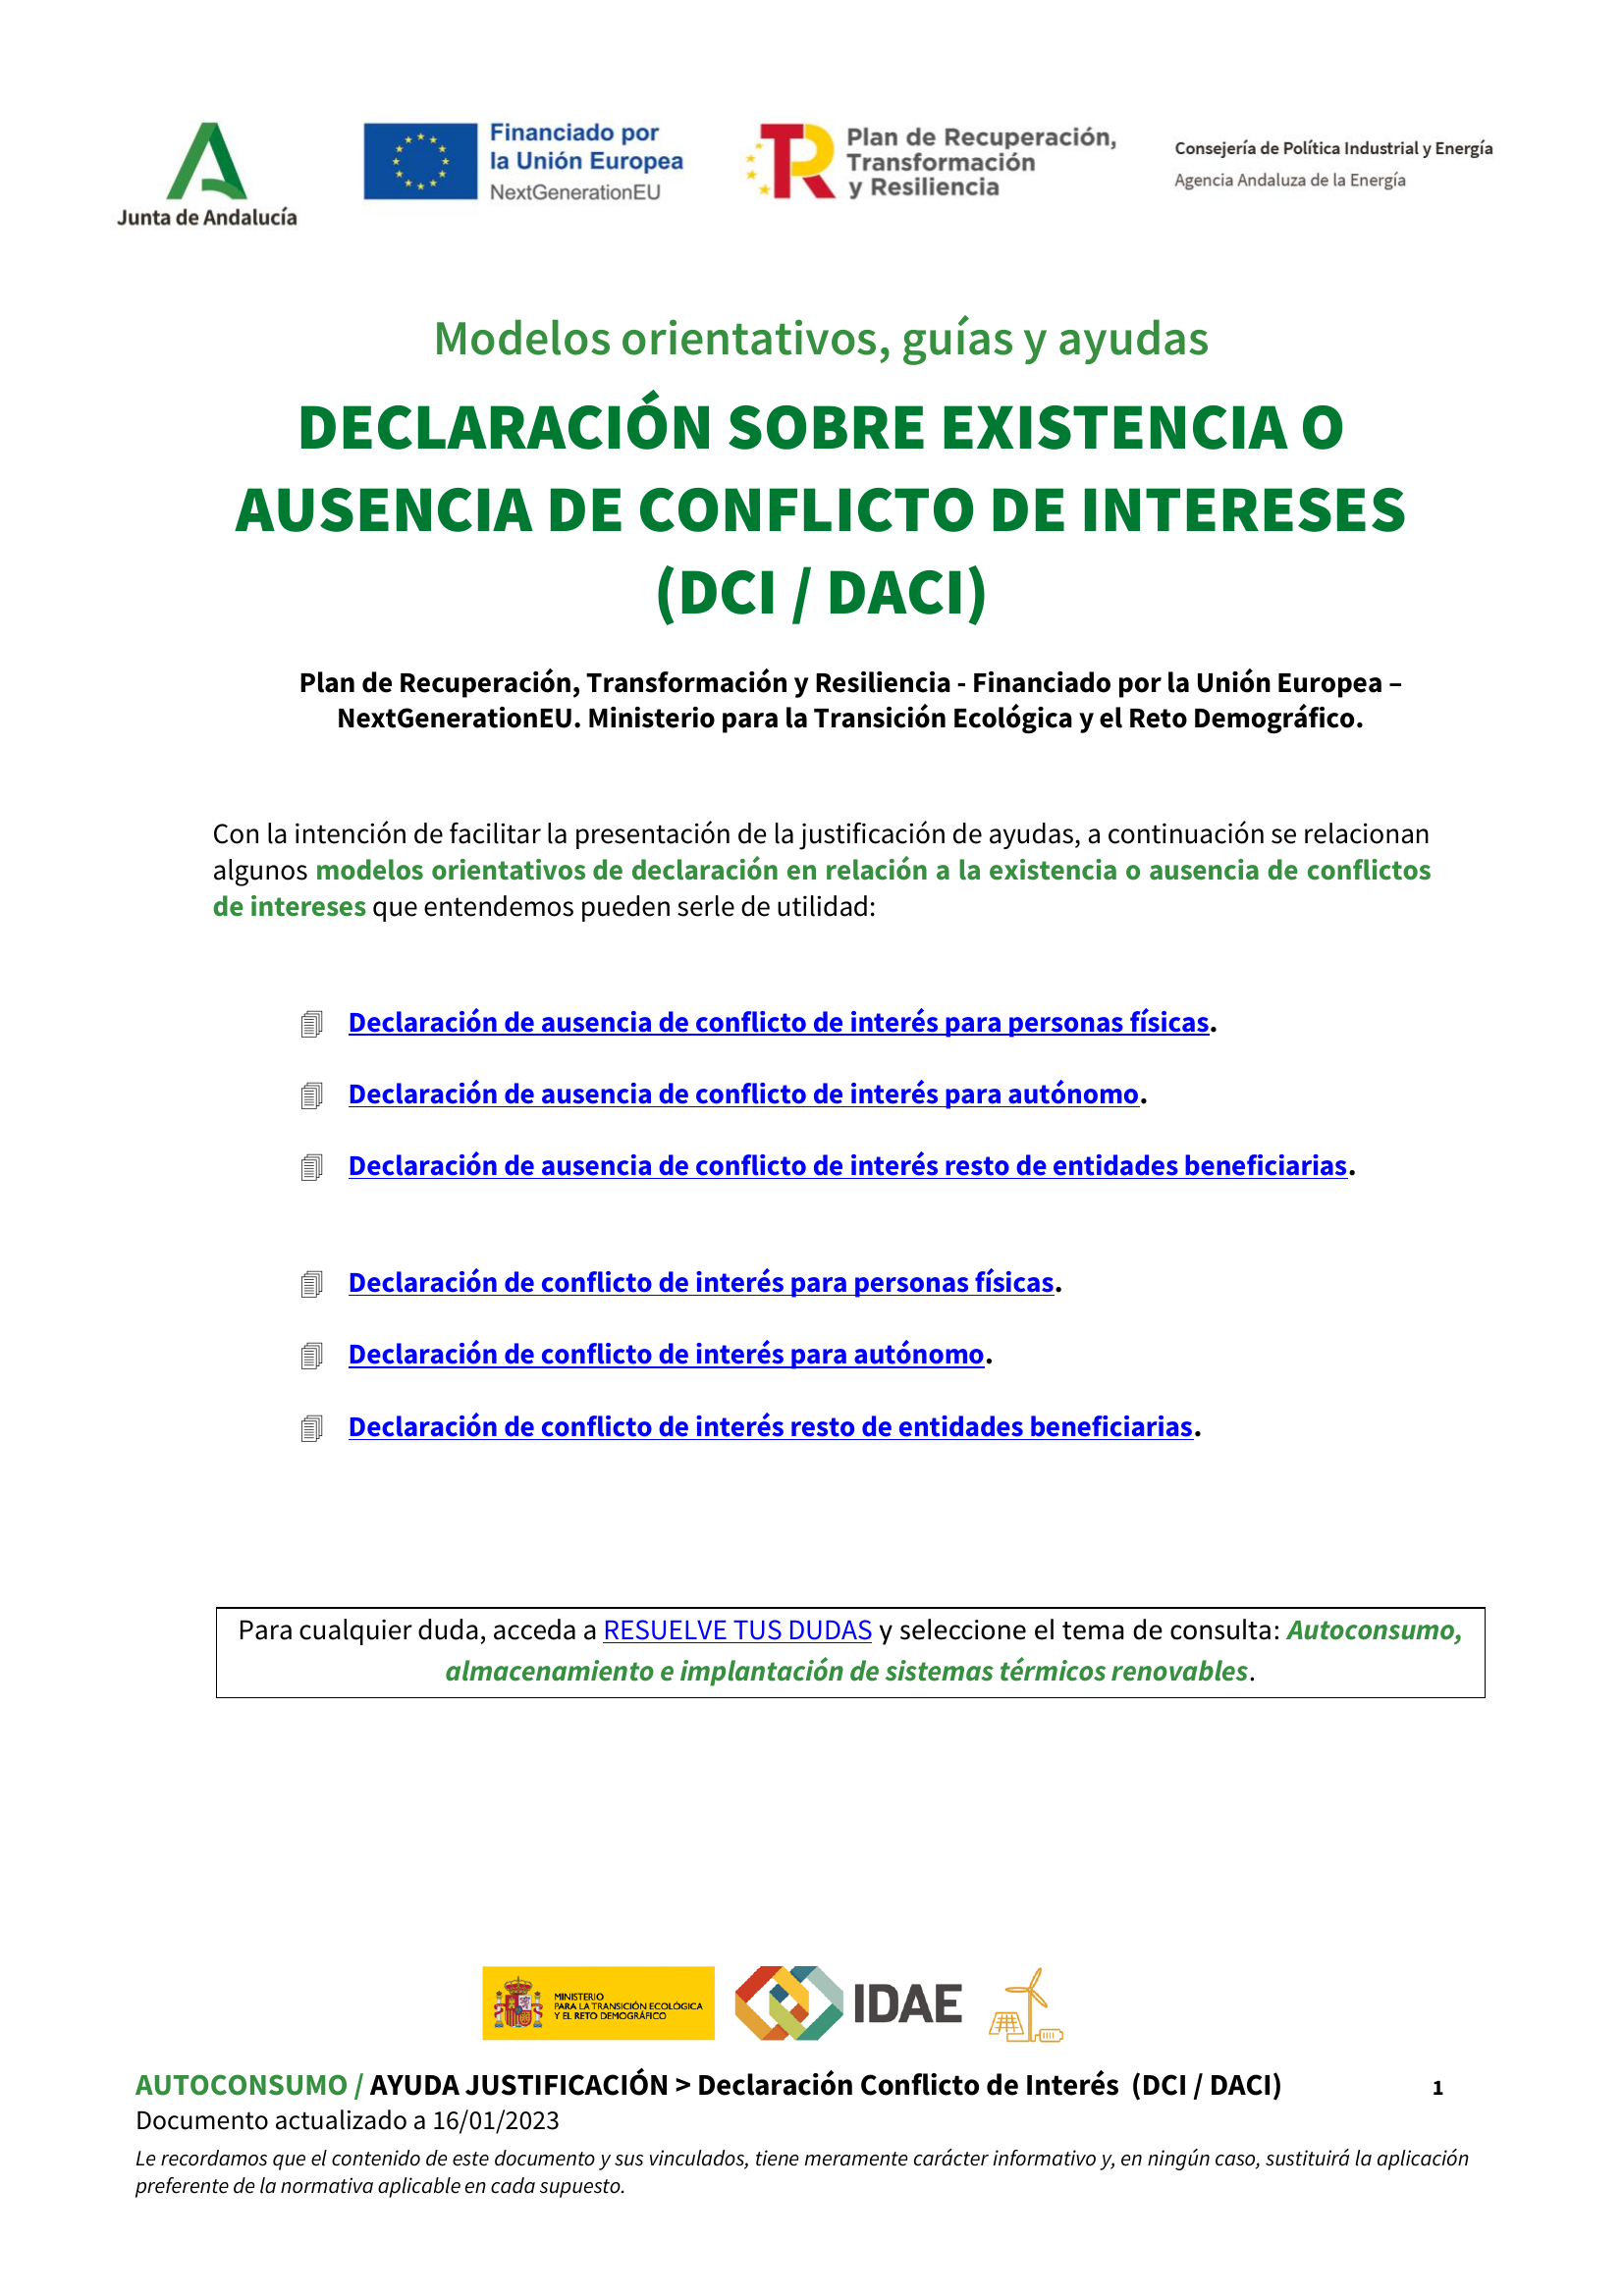 Junta de Andalucía
Financiado por
la Unión Europea
NextGenerationEU
Plan de Recuperación,
Transformación
y Resiliencia
Consejería de Política Industrial y Energía
Agencia Andaluza de la Energía
Modelos orientativos, guías y ayudas
DECLARACIÓN SOBRE EXISTENCIA O
AUSENCIA DE CONFLICTO DE INTERESES
(DCI / DACI)
Plan de Recuperación, Transformación y Resiliencia - Financiado por la Unión Europea –
NextGenerationEU. Ministerio para la Transición Ecológica y el Reto Demográfico.
Con la intención de facilitar la presentación de la justificación de ayudas, a continuación se relacionan
algunos modelos orientativos de declaración en relación a la existencia o ausencia de conflictos
de intereses que entendemos pueden serle de utilidad:
Declaración de ausencia de conflicto de interés para personas físicas.
Declaración de ausencia de conflicto de interés para autónomo.
Declaración de ausencia de conflicto de interés resto de entidades beneficiarias.
Declaración de conflicto de interés para personas físicas.
Declaración de conflicto de interés para autónomo.
Declaración de conflicto de interés resto de entidades beneficiarias.
Para cualquier duda, acceda a RESUELVE TUS DUDAS y seleccione el tema de consulta: Autoconsumo,
almacenamiento e implantación de sistemas térmicos renovables.
MINISTERIO
PARA LA TRANSICIÓN ECOLÓGICA
Y EL RETO DEMOGRÁFICO
IDAE
AUTOCONSUMO / AYUDA JUSTIFICACIÓN > Declaración Conflicto de Interés (DCI / DACI) 1
Documento actualizado a 16/01/2023
Le recordamos que el contenido de este documento y sus vinculados, tiene meramente carácter informativo y, en ningún caso, sustituirá la aplicación
preferente de la normativa aplicable en cada supuesto.